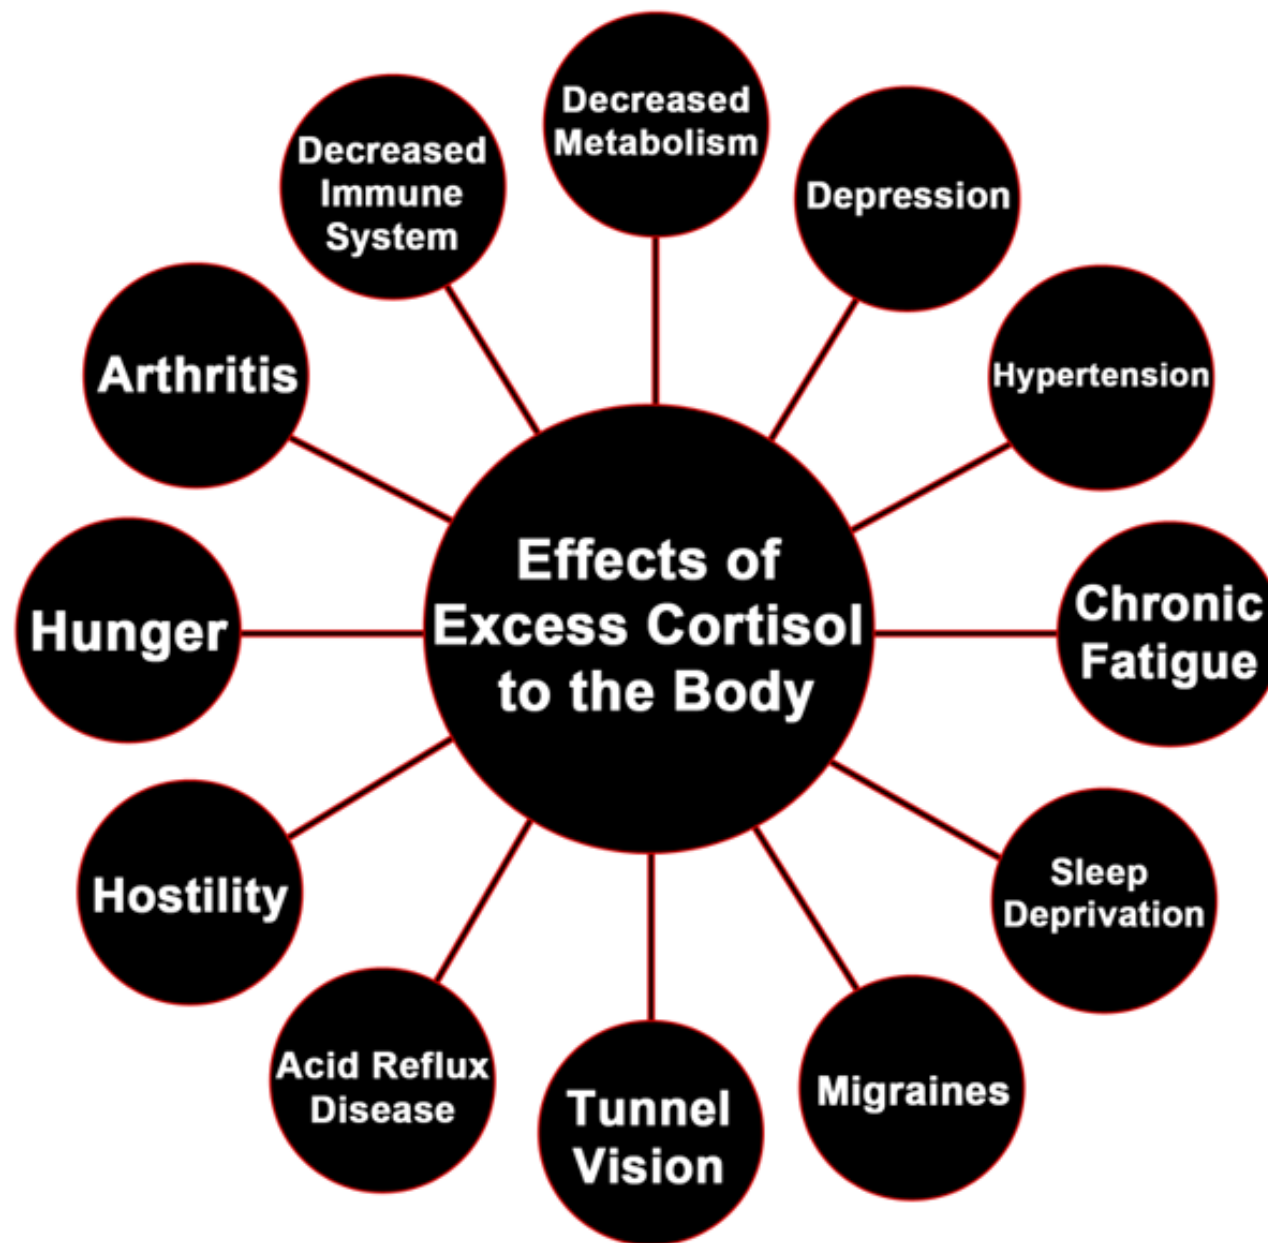 Decreased
Metabolism
Depression
Hypertension
Chronic
Fatigue
Sleep
Deprivation
Migraines
Tunnel
Vision
Acid Reflux
Disease
Hostility
Hunger
Arthritis
Decreased
Immune
System
Effects of
Excess Cortisol
to the Body